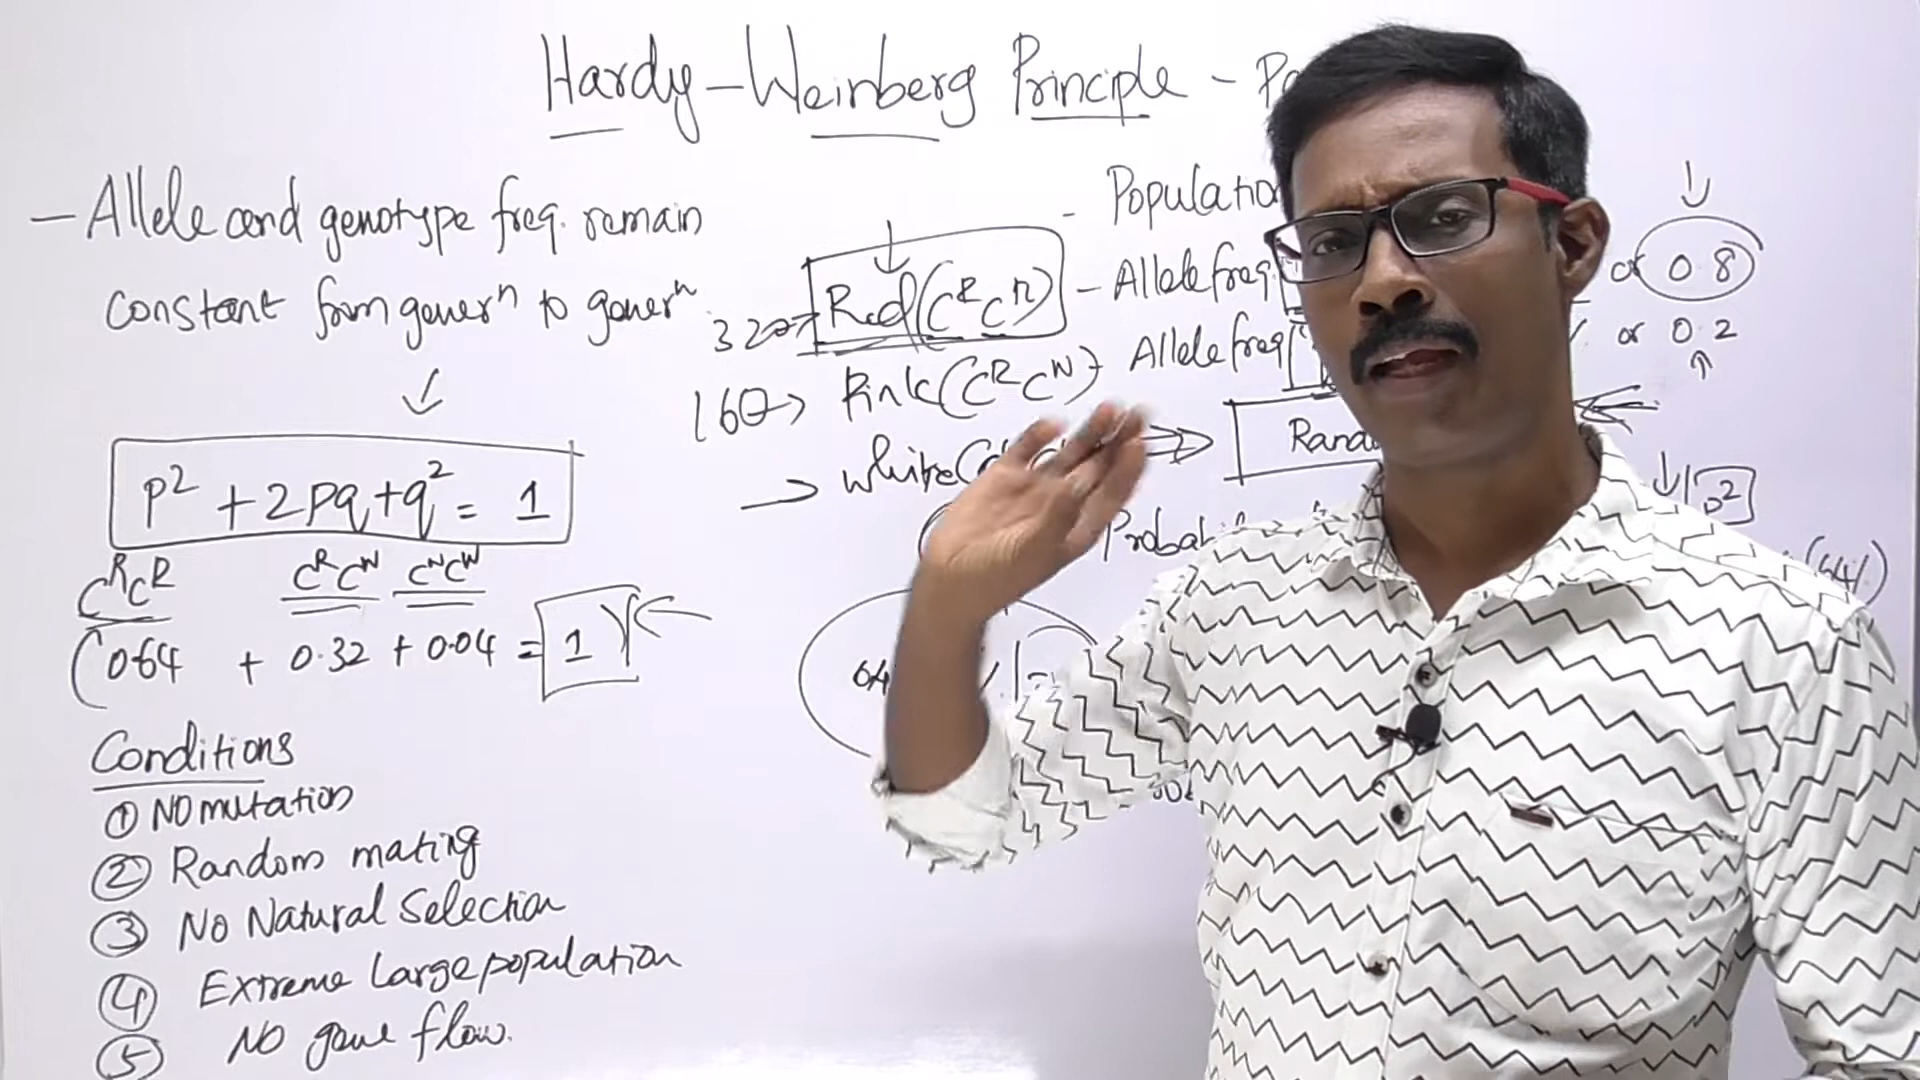 Hardy-Weinberg Principle -
- Allele and genotype freq. remain
constant from generⁿ to generⁿ
p² + 2pq + q² = 1
CᴿCᴿ CᴿCᵂ CᵂCᵂ
(0.64 + 0.32 + 0.04 = 1)
Conditions
① NO mutation
② Random mating
③ No Natural Selection
④ Extreme Large population
⑤ No gene flow.
- Population
320→ Red (CᴿCᴿ) - Allele freq or 0.8
160→ Pink (CᴿCᵂ) - Allele freq or 0.2
→ white (
p²
(64%)